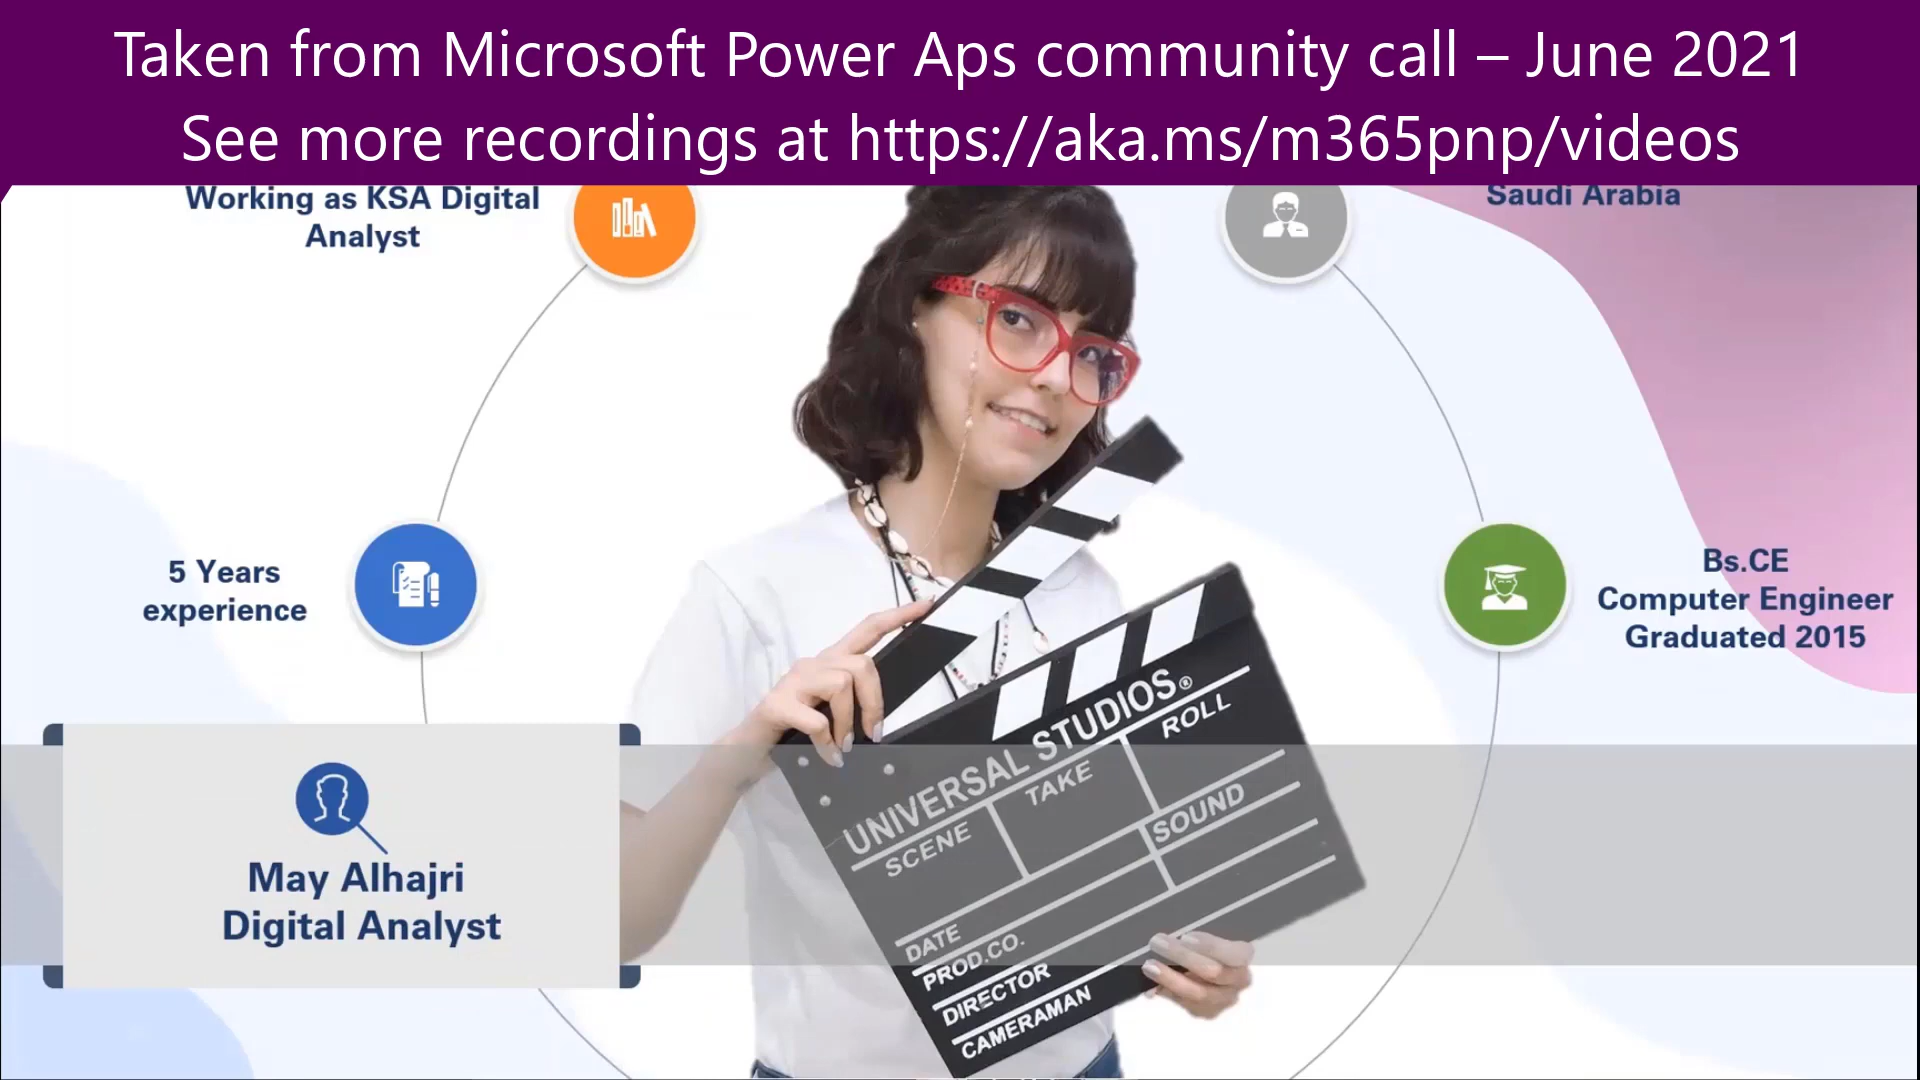 Taken from Microsoft Power Aps community call – June 2021
See more recordings at https://aka.ms/m365pnp/videos
Working as KSA Digital
Analyst
Saudi Arabia
5 Years
experience
Bs.CE
Computer Engineer
Graduated 2015
May Alhajri
Digital Analyst
UNIVERSAL STUDIOS®
SCENE
TAKE
ROLL
SOUND
DATE
PROD.CO.
DIRECTOR
CAMERAMAN